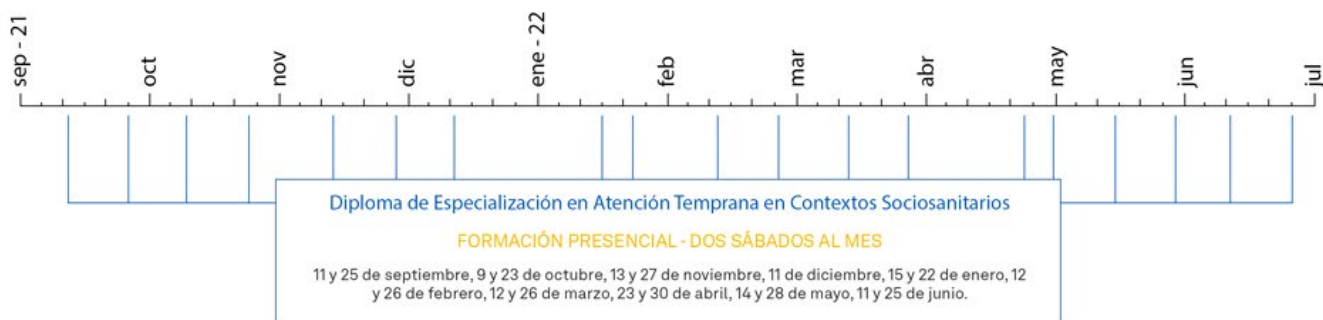 sep - 21
oct
nov
dic
ene - 22
feb
mar
abr
may
jun
jul
Diploma de Especialización en Atención Temprana en Contextos Sociosanitarios
FORMACIÓN PRESENCIAL - DOS SÁBADOS AL MES
11 y 25 de septiembre, 9 y 23 de octubre, 13 y 27 de noviembre, 11 de diciembre, 15 y 22 de enero, 12
y 26 de febrero, 12 y 26 de marzo, 23 y 30 de abril, 14 y 28 de mayo, 11 y 25 de junio.